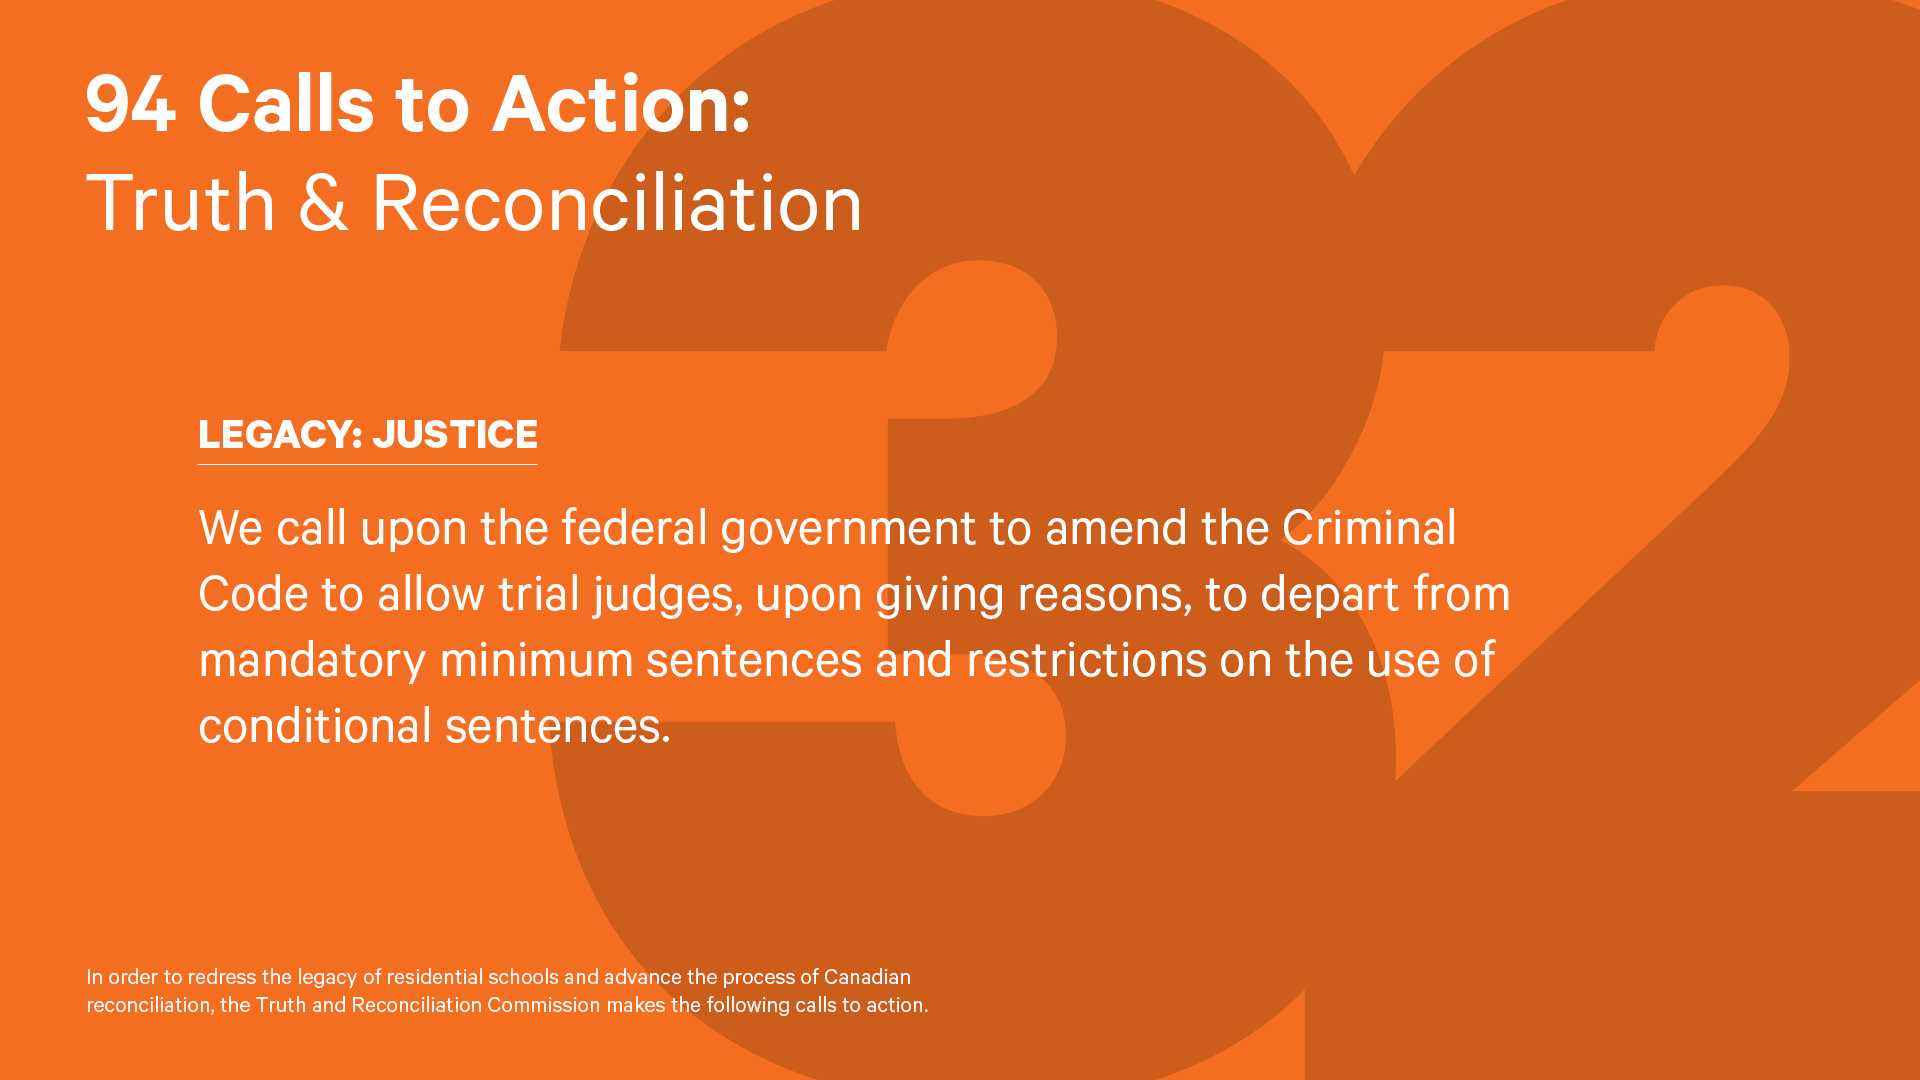 94 Calls to Action:
Truth & Reconciliation
32
LEGACY: JUSTICE
We call upon the federal government to amend the Criminal
Code to allow trial judges, upon giving reasons, to depart from
mandatory minimum sentences and restrictions on the use of
conditional sentences.
In order to redress the legacy of residential schools and advance the process of Canadian
reconciliation, the Truth and Reconciliation Commission makes the following calls to action.